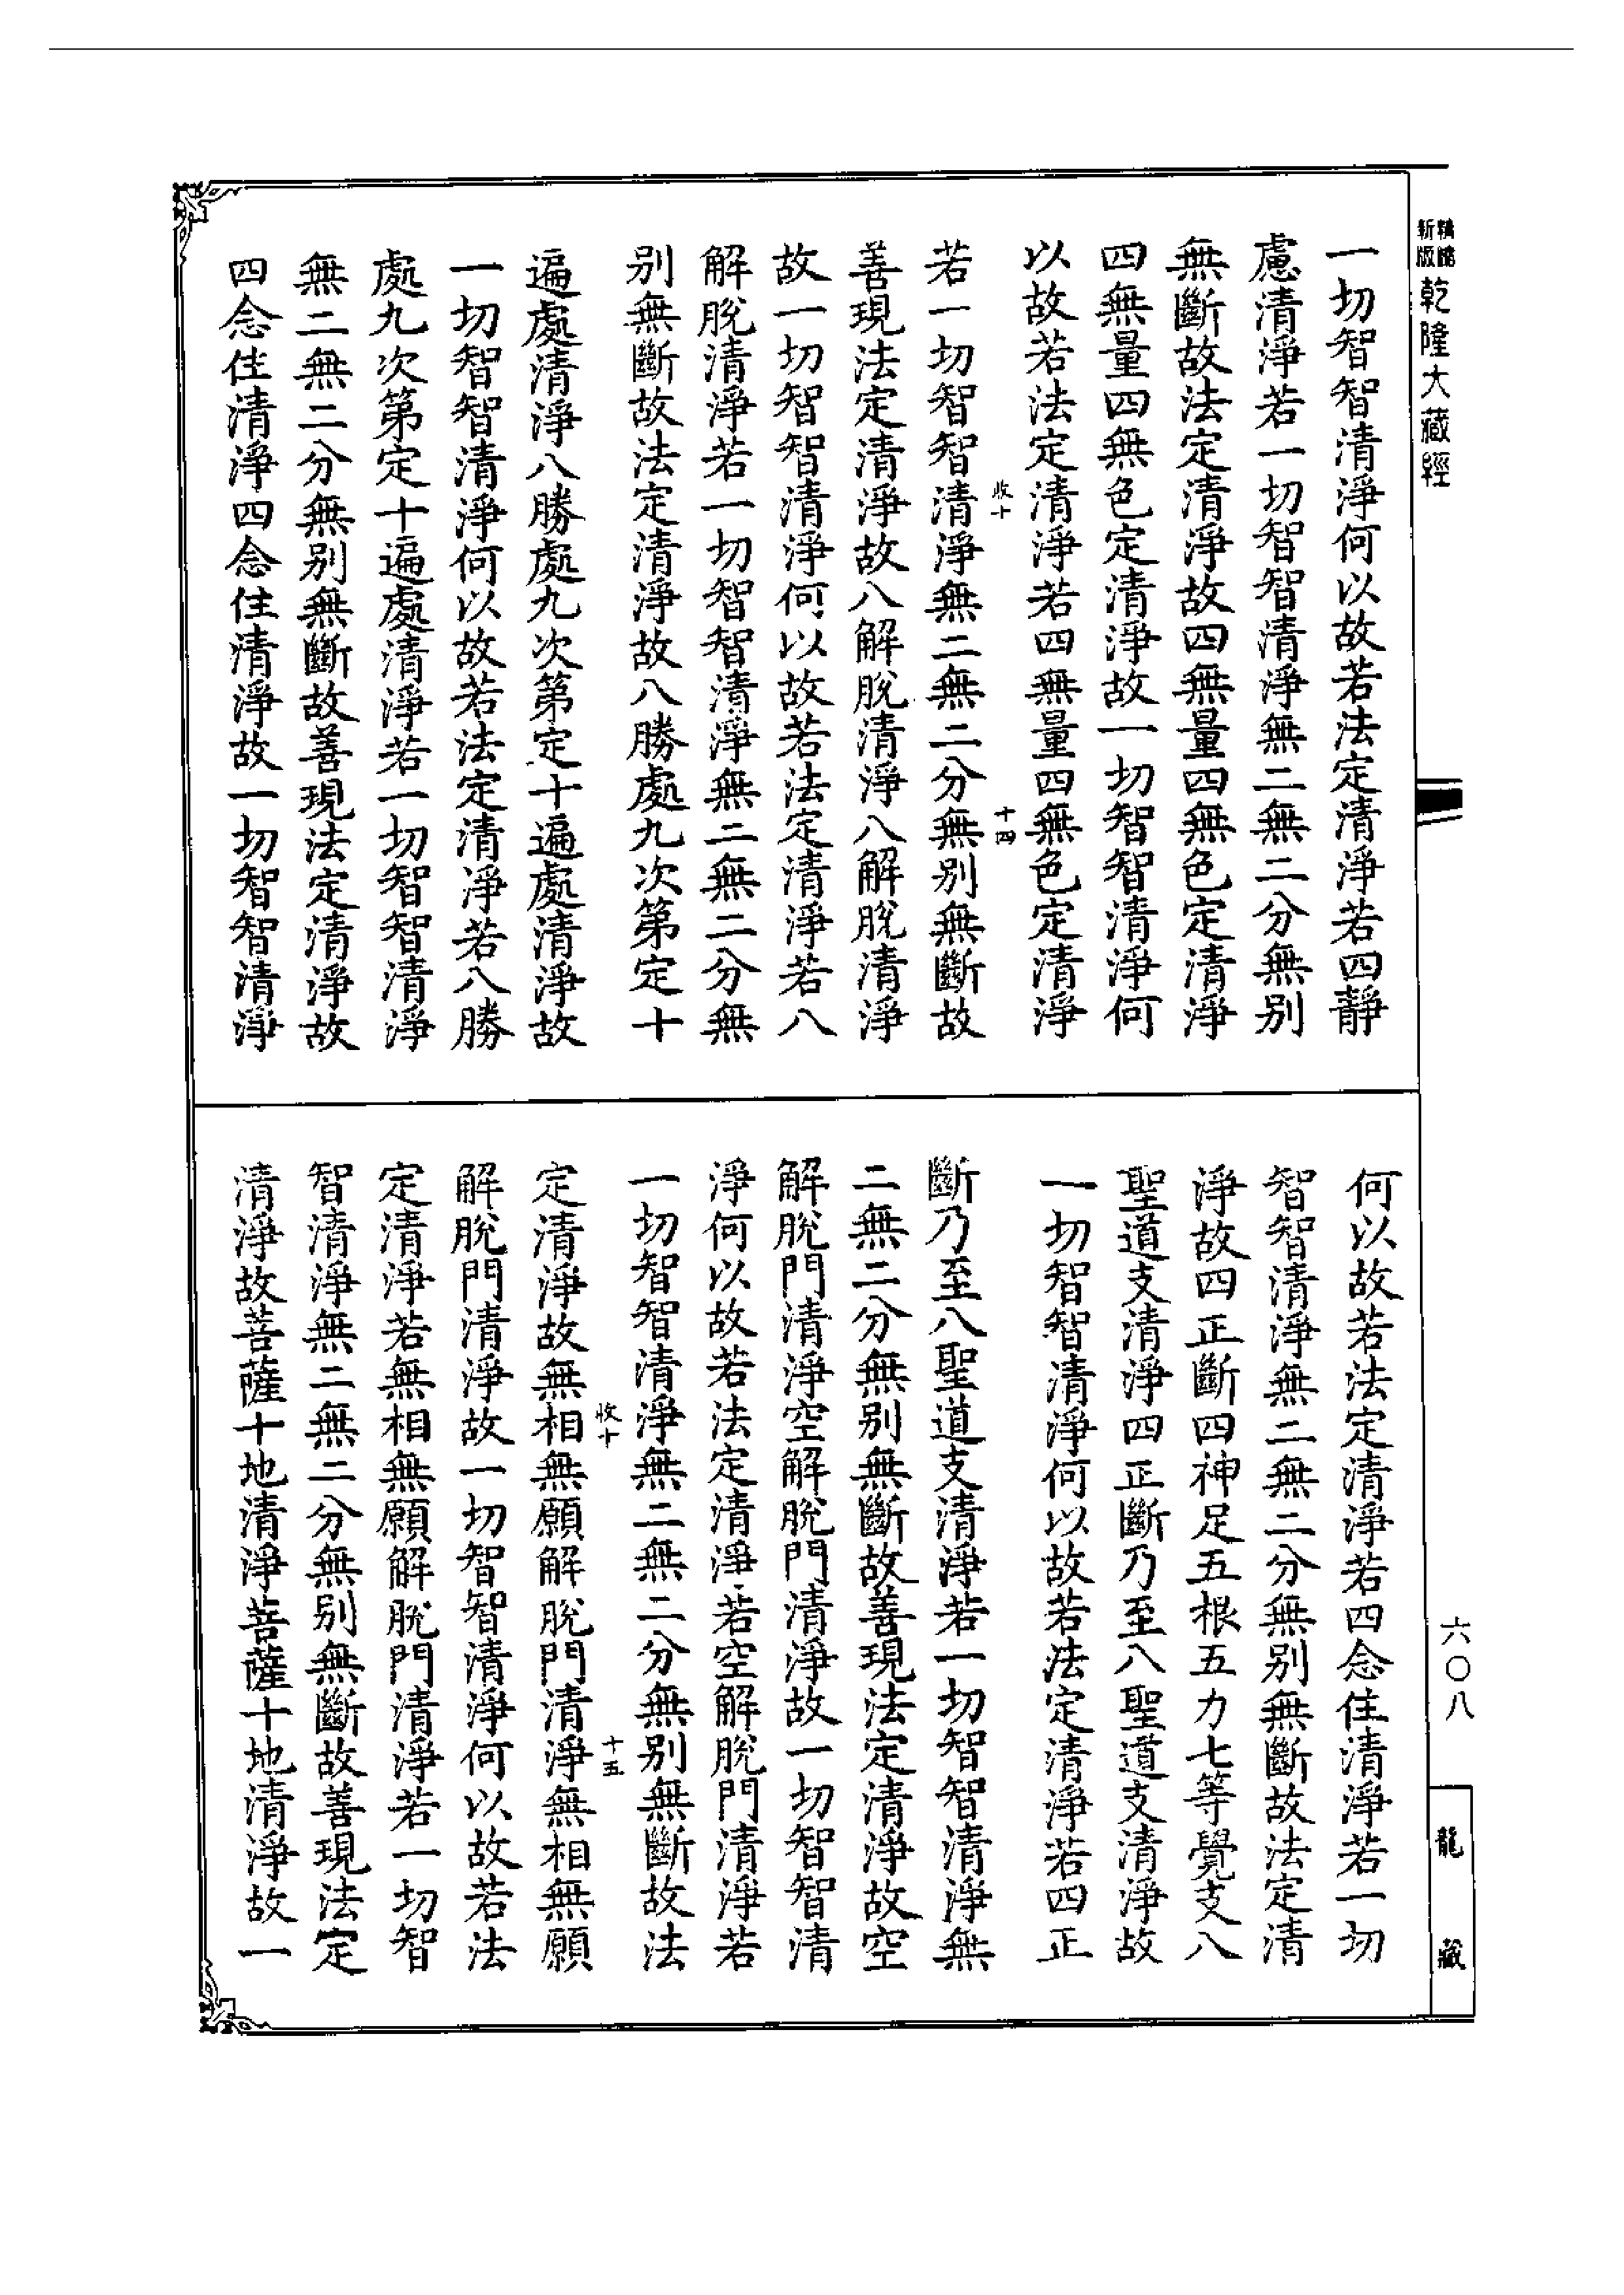 新版
精縮
乾隆大藏經
一切智智清淨何以故若法定清淨若四靜
慮清淨若一切智智清淨無二無二分無別
無斷故法定清淨故四無量四無色定清淨
四無量四無色定清淨故一切智智清淨何
以故若法定清淨若四無量四無色定清淨
收十
十四
若一切智智清淨無二無二分無別無斷故
善現法定清淨故八解脫清淨八解脫清淨
故一切智智清淨何以故若法定清淨若八
解脫清淨若一切智智清淨無二無二分無
別無斷故法定清淨故八勝處九次第定十
遍處清淨八勝處九次第定十遍處清淨故
一切智智清淨何以故若法定清淨若八勝
處九次第定十遍處清淨若一切智智清淨
無二無二分無別無斷故善現法定清淨故
四念住清淨四念住清淨故一切智智清淨
何以故若法定清淨若四念住清淨若一切
智智清淨無二無二分無別無斷故法定清
淨故四正斷四神足五根五力七等覺支八
聖道支清淨四正斷乃至八聖道支清淨故
一切智智清淨何以故若法定清淨若四正
斷乃至八聖道支清淨若一切智智清淨無
二無二分無別無斷故善現法定清淨故空
解脫門清淨空解脫門清淨故一切智智清
淨何以故若法定清淨若空解脫門清淨若
一切智智清淨無二無二分無別無斷故法
收十
十五
定清淨故無相無願解脫門清淨無相無願
解脫門清淨故一切智智清淨何以故若法
定清淨若無相無願解脫門清淨若一切智
智清淨無二無二分無別無斷故善現法定
清淨故菩薩十地清淨菩薩十地清淨故一
六〇八
龍藏